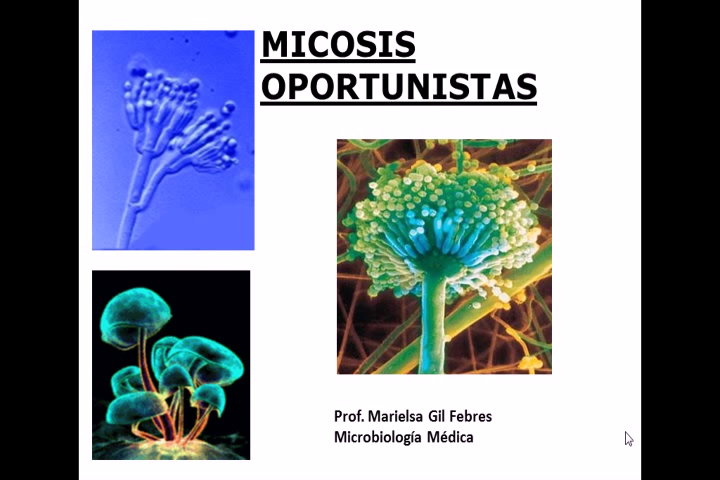 MICOSIS
OPORTUNISTAS
Prof. Marielsa Gil Febres
Microbiología Médica